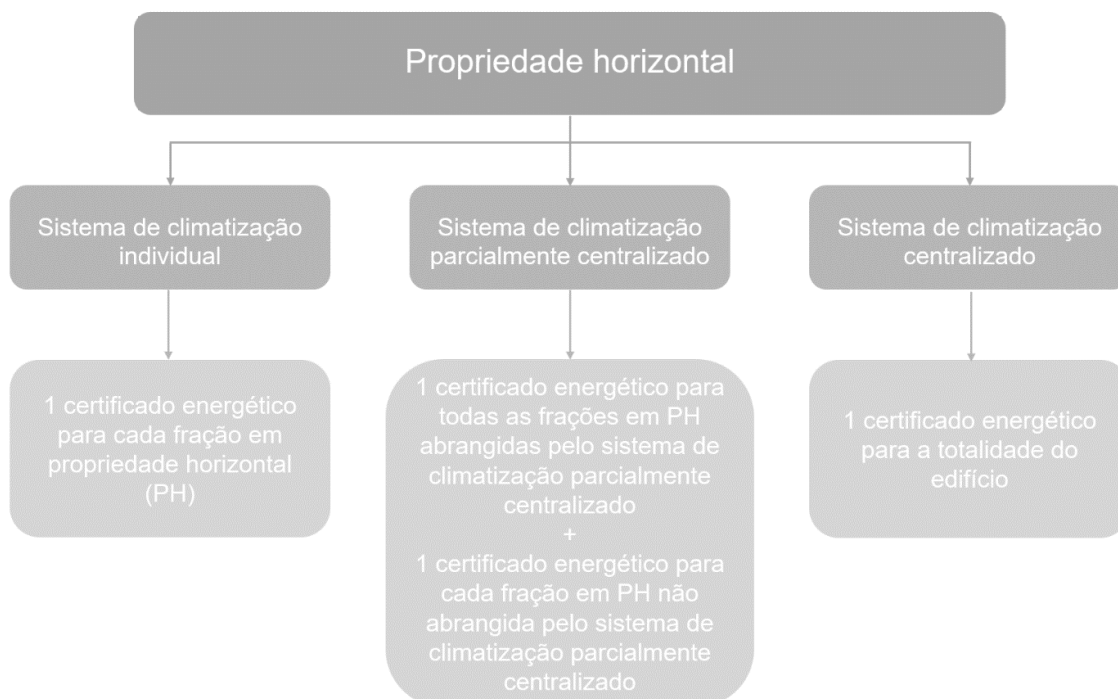 Propriedade horizontal
Sistema de climatização
individual
Sistema de climatização
parcialmente centralizado
Sistema de climatização
centralizado
1 certificado energético
para cada fração em
propriedade horizontal
(PH)
1 certificado energético para
todas as frações em PH
abrangidas pelo sistema de
climatização parcialmente
centralizado
+
1 certificado energético para
cada fração em PH não
abrangida pelo sistema de
climatização parcialmente
centralizado
1 certificado energético
para a totalidade do
edifício